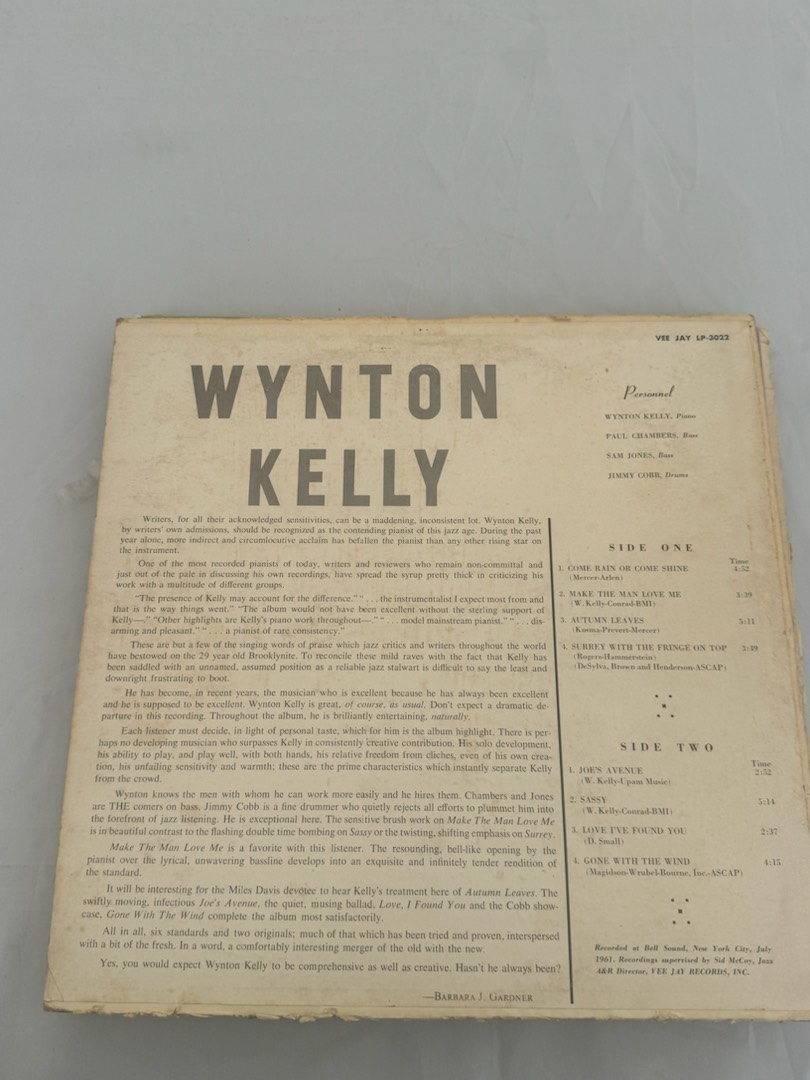 VEE JAY LP-3022
WYNTON
KELLY
Writers, for all their acknowledged sensitivities, can be a maddening, inconsistent lot. Wynton Kelly,
by writers' own admissions, should be recognized as the contending pianist of this jazz age. During the past
year alone, more indirect and circumlocutive acclaim has befallen the pianist than any other rising star on
the instrument.
One of the most recorded pianists of today, writers and reviewers who remain non-committal and
just out of the pale in discussing his own recordings, have spread the syrup pretty thick in criticizing his
work with a multitude of different groups.
"The presence of Kelly may account for the difference." " . . .the instrumentalist I expect most from and
that is the way things went." "The album would not have been excellent without the sterling support of
Kelly—." "Other highlights are Kelly's piano work throughout—." " . . . model mainstream pianist." " . . . dis-
arming and pleasant." " . . . a pianist of rare consistency."
These are but a few of the singing words of praise which jazz critics and writers throughout the world
have bestowed on the 29 year old Brooklynite. To reconcile these mild raves with the fact that Kelly has
been saddled with an unnamed, assumed position as a reliable jazz stalwart is difficult to say the least and
downright frustrating to boot.
He has become, in recent years, the musician who is excellent because he has always been excellent
and he is supposed to be excellent. Wynton Kelly is great, of course, as usual. Don't expect a dramatic de-
parture in this recording. Throughout the album, he is brilliantly entertaining, naturally.
Each listener must decide, in light of personal taste, which for him is the album highlight. There is per-
haps no developing musician who surpasses Kelly in consistently creative contribution. His solo development,
his ability to play, and play well, with both hands, his relative freedom from cliches, even of his own crea-
tion, his unfailing sensitivity and warmth; these are the prime characteristics which instantly separate Kelly
from the crowd.
Wynton knows the men with whom he can work more easily and he hires them. Chambers and Jones
are THE comers on bass. Jimmy Cobb is a fine drummer who quietly rejects all efforts to plummet him into
the forefront of jazz listening. He is exceptional here. The sensitive brush work on Make The Man Love Me
is in beautiful contrast to the flashing double time bombing on Sassy or the twisting, shifting emphasis on Surrey.
Make The Man Love Me is a favorite with this listener. The resounding, bell-like opening by the
pianist over the lyrical, unwavering bassline develops into an exquisite and infinitely tender rendition of
the standard.
It will be interesting for the Miles Davis devotee to hear Kelly's treatment here of Autumn Leaves. The
swiftly moving, infectious Joe's Avenue, the quiet, musing ballad, Love, I Found You and the Cobb show-
case, Gone With The Wind complete the album most satisfactorily.
All in all, six standards and two originals; much of that which has been tried and proven, interspersed
with a bit of the fresh. In a word, a comfortably interesting merger of the old with the new.
Yes, you would expect Wynton Kelly to be comprehensive as well as creative. Hasn't he always been?
—BARBARA J. GARDNER
Personnel
WYNTON KELLY, Piano
PAUL CHAMBERS, Bass
SAM JONES, Bass
JIMMY COBB, Drums
SIDE ONE
Time
1. COME RAIN OR COME SHINE 4:52
(Mercer-Arlen)
2. MAKE THE MAN LOVE ME 3:39
(W. Kelly-Conrad-BMI)
3. AUTUMN LEAVES 5:11
(Kosma-Prevert-Mercer)
4. SURREY WITH THE FRINGE ON TOP 3:49
(Rogers-Hammerstein)
(DeSylva, Brown and Henderson-ASCAP)
SIDE TWO
Time
1. JOE'S AVENUE 2:52
(W. Kelly-Upam Music)
2. SASSY 5:14
(W. Kelly-Conrad-BMI)
3. LOVE I'VE FOUND YOU 2:37
(D. Small)
4. GONE WITH THE WIND 4:15
(Magidson-Wrubel-Bourne, Inc.-ASCAP)
Recorded at Bell Sound, New York City, July
1961. Recordings supervised by Sid McCoy, Jazz
A&R Director, VEE JAY RECORDS, INC.